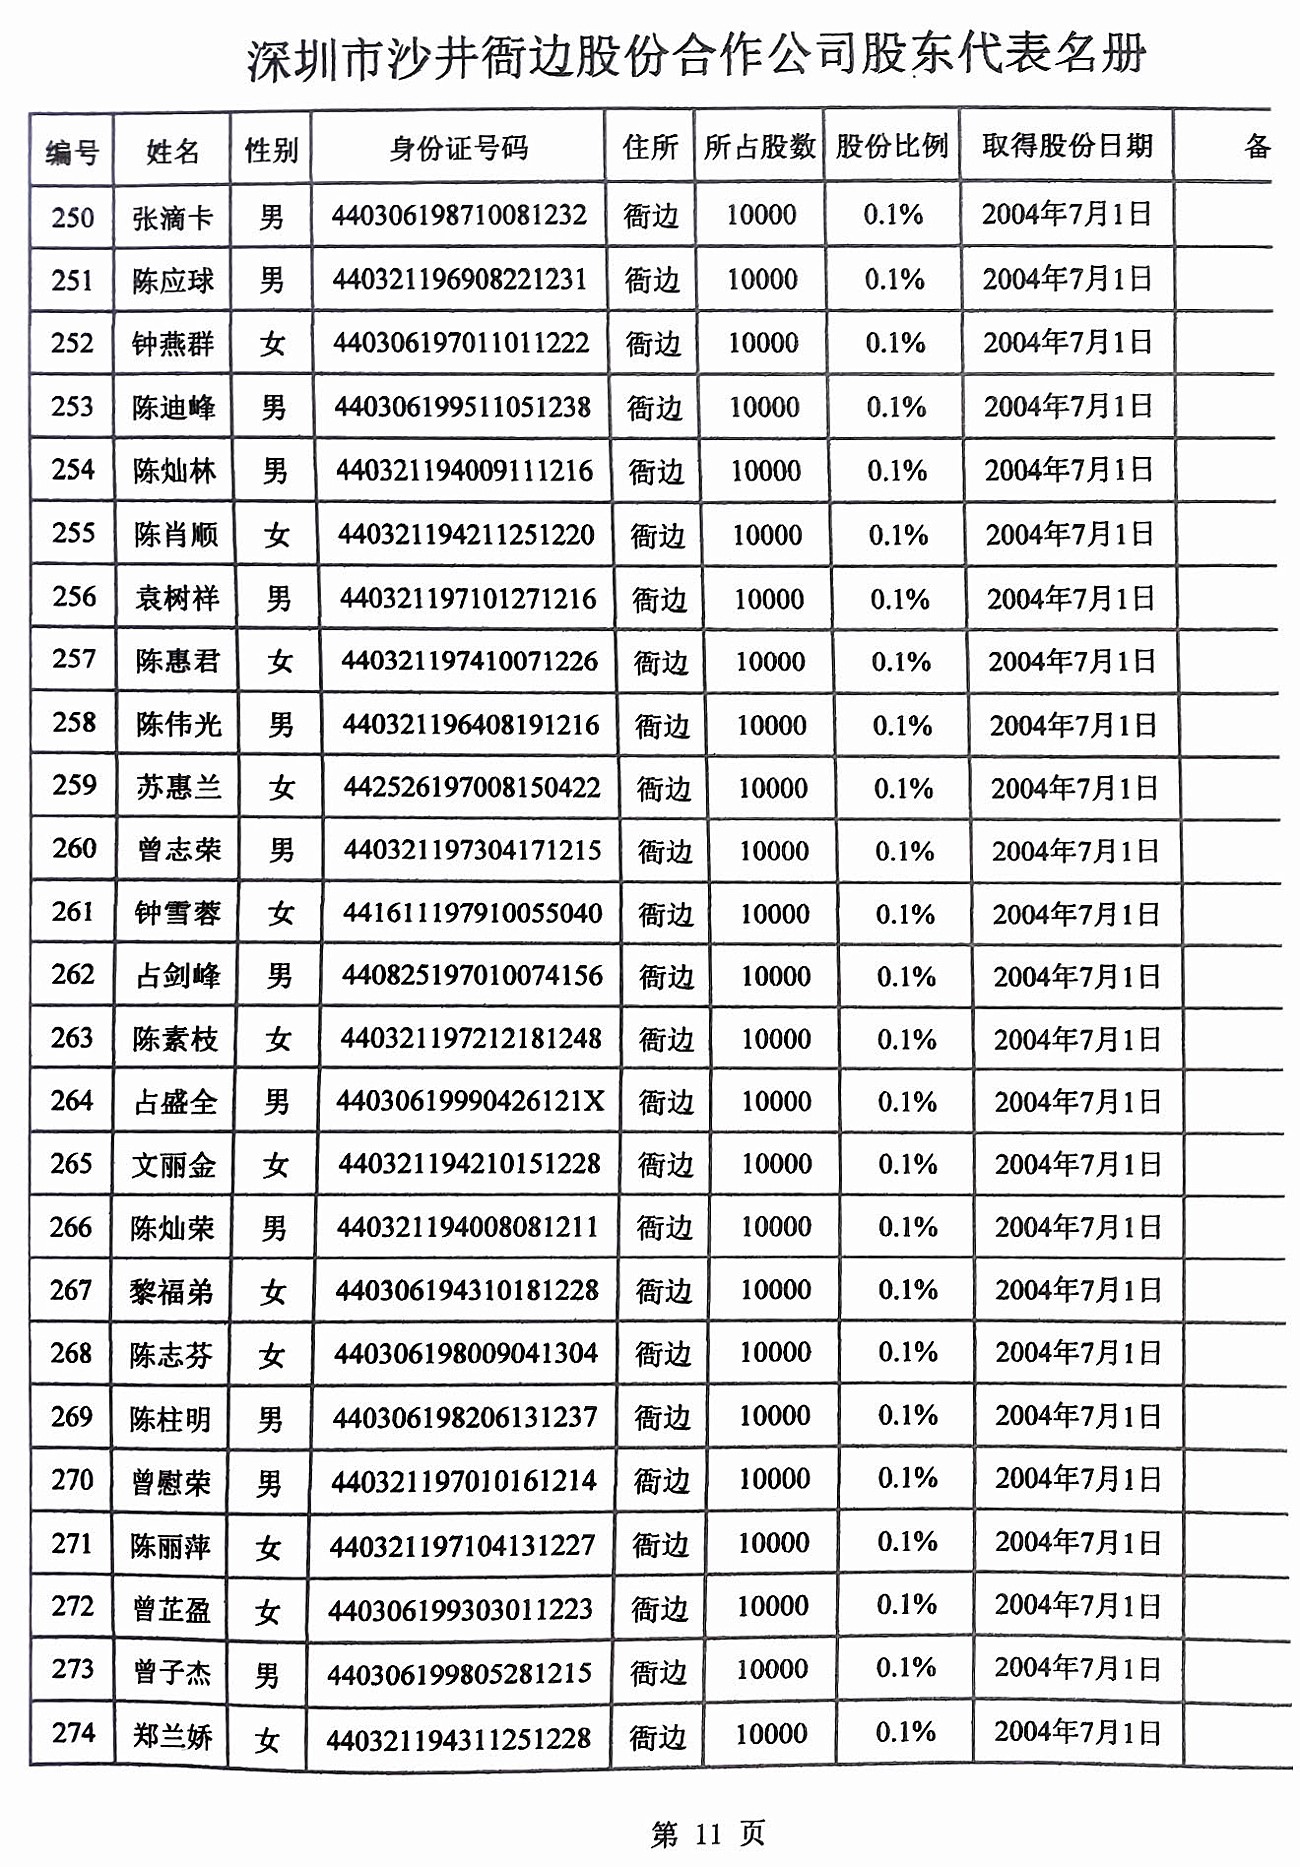 深圳市沙井衙边股份合作公司股东代表名册
编号 姓名 性别 身份证号码 住所 所占股数 股份比例 取得股份日期 备
250 张滴卡 男 440306198710081232 衙边 10000 0.1% 2004年7月1日
251 陈应球 男 440321196908221231 衙边 10000 0.1% 2004年7月1日
252 钟燕群 女 440306197011011222 衙边 10000 0.1% 2004年7月1日
253 陈迪峰 男 440306199511051238 衙边 10000 0.1% 2004年7月1日
254 陈灿林 男 440321194009111216 衙边 10000 0.1% 2004年7月1日
255 陈肖顺 女 440321194211251220 衙边 10000 0.1% 2004年7月1日
256 袁树祥 男 440321197101271216 衙边 10000 0.1% 2004年7月1日
257 陈惠君 女 440321197410071226 衙边 10000 0.1% 2004年7月1日
258 陈伟光 男 440321196408191216 衙边 10000 0.1% 2004年7月1日
259 苏惠兰 女 442526197008150422 衙边 10000 0.1% 2004年7月1日
260 曾志荣 男 440321197304171215 衙边 10000 0.1% 2004年7月1日
261 钟雪蓉 女 441611197910055040 衙边 10000 0.1% 2004年7月1日
262 占剑峰 男 440825197010074156 衙边 10000 0.1% 2004年7月1日
263 陈素枝 女 440321197212181248 衙边 10000 0.1% 2004年7月1日
264 占盛全 男 44030619990426121X 衙边 10000 0.1% 2004年7月1日
265 文丽金 女 440321194210151228 衙边 10000 0.1% 2004年7月1日
266 陈灿荣 男 440321194008081211 衙边 10000 0.1% 2004年7月1日
267 黎福弟 女 440306194310181228 衙边 10000 0.1% 2004年7月1日
268 陈志芬 女 440306198009041304 衙边 10000 0.1% 2004年7月1日
269 陈柱明 男 440306198206131237 衙边 10000 0.1% 2004年7月1日
270 曾慰荣 男 440321197010161214 衙边 10000 0.1% 2004年7月1日
271 陈丽萍 女 440321197104131227 衙边 10000 0.1% 2004年7月1日
272 曾芷盈 女 440306199303011223 衙边 10000 0.1% 2004年7月1日
273 曾子杰 男 440306199805281215 衙边 10000 0.1% 2004年7月1日
274 郑兰娇 女 440321194311251228 衙边 10000 0.1% 2004年7月1日
第 11 页